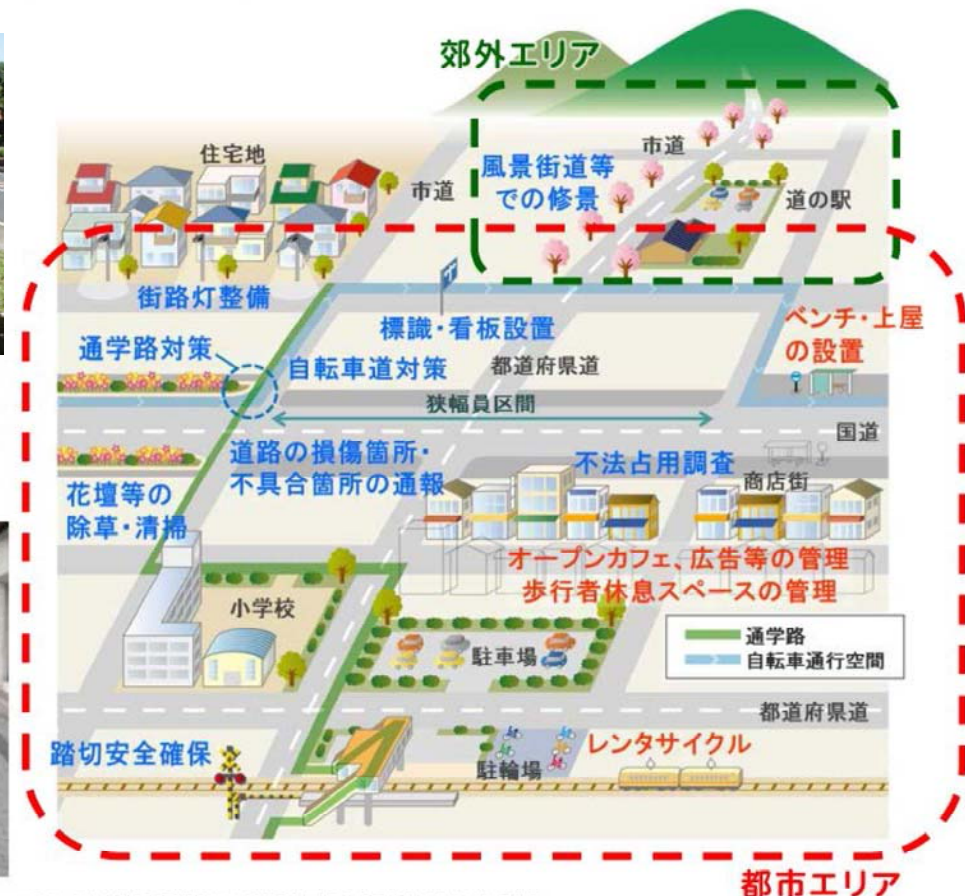 郊外エリア
住宅地
市道
市道
風景街道等
での修景
道の駅
街路灯整備
標識・看板設置
ベンチ・上屋
の設置
通学路対策
自転車道対策
都道府県道
狭幅員区間
国道
道路の損傷箇所・
不具合箇所の通報
不法占用調査
商店街
花壇等の
除草・清掃
オープンカフェ、広告等の管理
歩行者休息スペースの管理
小学校
通学路
自転車通行空間
駐車場
都道府県道
踏切安全確保
レンタサイクル
駐輪場
都市エリア